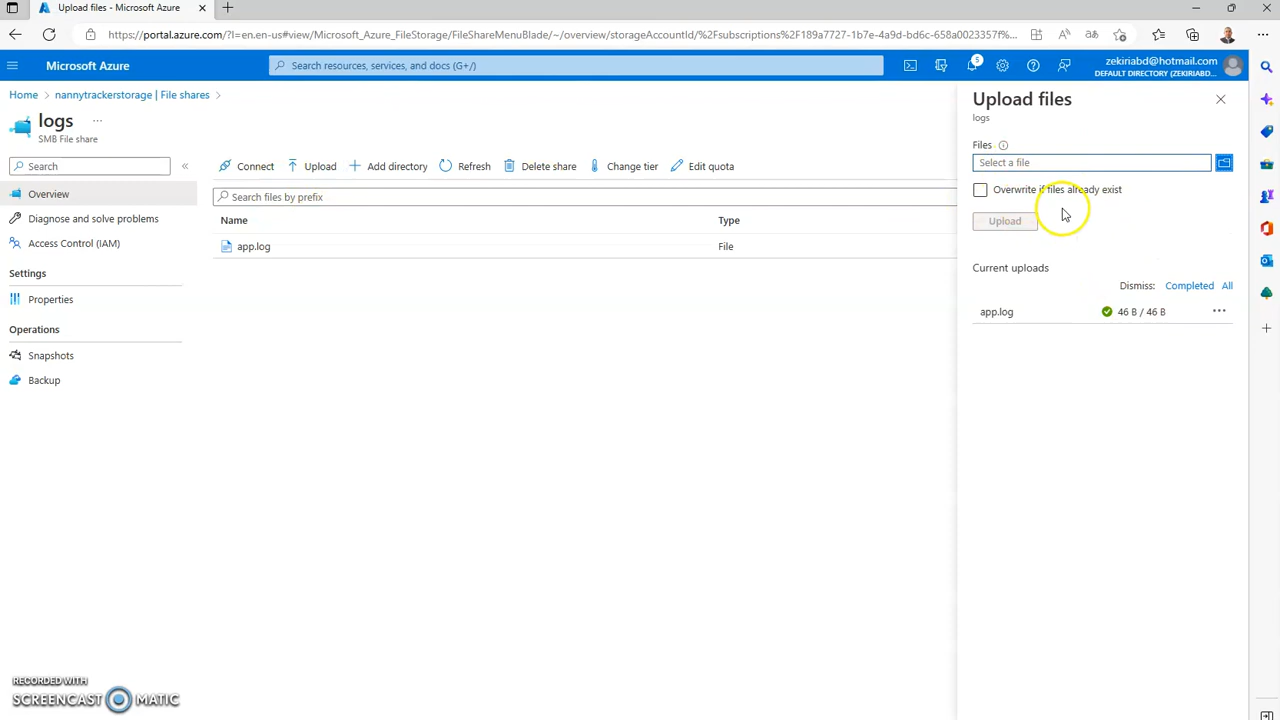 Upload files - Microsoft Azure
https://portal.azure.com/?l=en.en-us#view/Microsoft_Azure_FileStorage/FileShareMenuBlade/~/overview/storageAccountId/%2Fsubscriptions%2F189a7727-1b7e-4a9d-bd6c-658a0023357f%...
Microsoft Azure
Search resources, services, and docs (G+/)
5
zekiriabd@hotmail.com
DEFAULT DIRECTORY (ZEKIRIABD...
Home > nannytrackerstorage | File shares >
logs ...
SMB File share
Search
Overview
Diagnose and solve problems
Access Control (IAM)
Settings
Properties
Operations
Snapshots
Backup
Connect Upload Add directory Refresh Delete share Change tier Edit quota
Search files by prefix
Name Type
app.log File
Upload files
logs
Files
Select a file
Overwrite if files already exist
Upload
Current uploads
Dismiss: Completed All
app.log 46 B / 46 B ...
RECORDED WITH
SCREENCAST MATIC